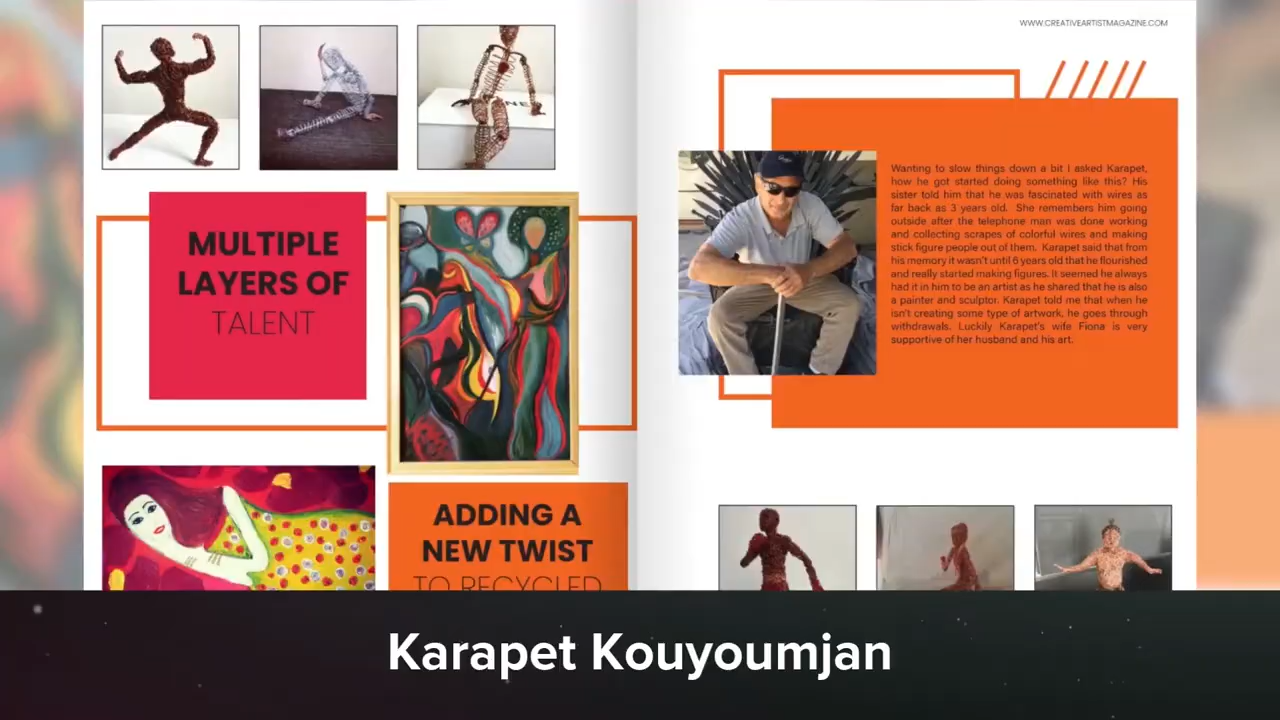 WWW.CREATIVEARTISTMAGAZINE.COM
MULTIPLE
LAYERS OF
TALENT
Wanting to slow things down a bit I asked Karapet,
how he got started doing something like this? His
sister told him that he was fascinated with wires as
far back as 3 years old. She remembers him going
outside after the telephone man was done working
and collecting scrapes of colorful wires and making
stick figure people out of them. Karapet said that from
his memory it wasn't until 6 years old that he flourished
and really started making figures. It seemed he always
had it in him to be an artist as he shared that he is also
a painter and sculptor. Karapet told me that when he
isn't creating some type of artwork, he goes through
withdrawals. Luckily Karapet's wife Fiona is very
supportive of her husband and his art.
ADDING A
NEW TWIST
TO RECYCLED
Karapet Kouyoumjan